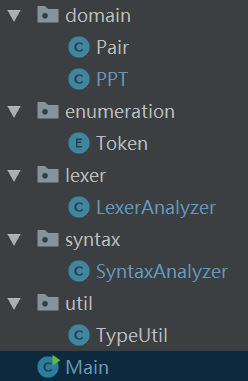 domain
Pair
PPT
enumeration
Token
lexer
LexerAnalyzer
syntax
SyntaxAnalyzer
util
TypeUtil
Main